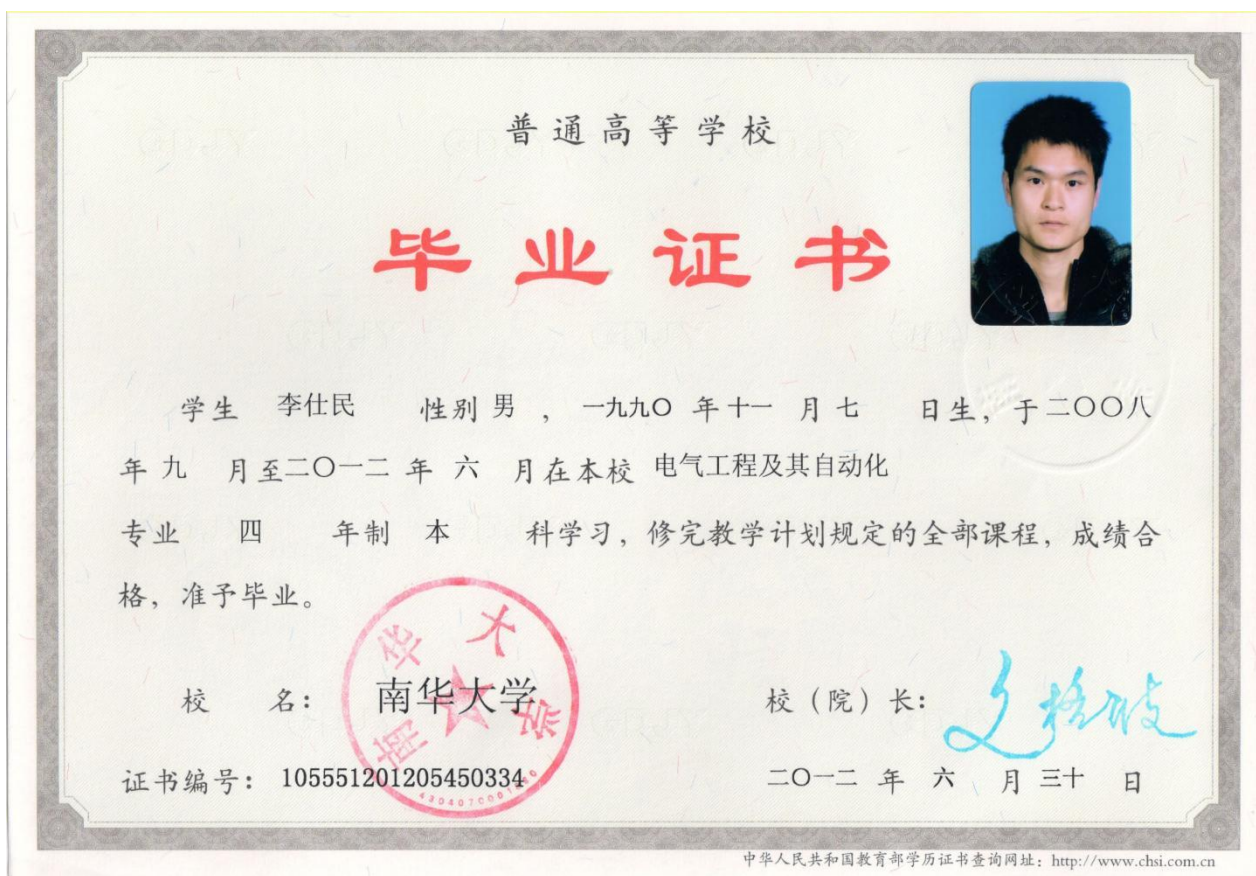 普通高等学校
毕业证书
学生 李仕民 性别 男 ，一九九〇 年 十一 月 七 日生，于 二〇〇八
年 九 月至 二〇一二 年 六 月在本校 电气工程及其自动化
专业 四 年制 本 科学习，修完教学计划规定的全部课程，成绩合
格，准予毕业。
南华大学
校 名： 南华大学 校（院）长：
证书编号： 105551201205450334 二〇一二 年 六 月 三十 日
中华人民共和国教育部学历证书查询网址：http://www.chsi.com.cn